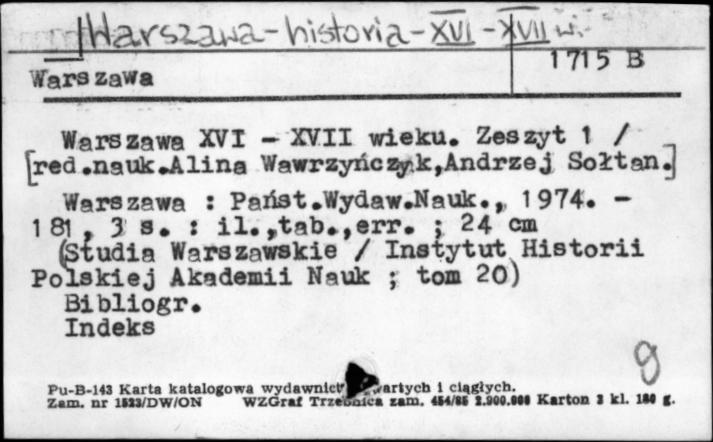 Warszawa - historia - XVI - XVII w.
1715 B
Warszawa
Warszawa XVI - XVII wieku. Zeszyt 1 /
[red.nauk.Alina Wawrzyńczyk,Andrzej Sołtan.]
Warszawa : Państ.Wydaw.Nauk., 1974. -
181, 3 s. : il.,tab.,err. ; 24 cm
(Studia Warszawskie / Instytut Historii
Polskiej Akademii Nauk ; tom 20)
Bibliogr.
Indeks
g
Pu-B-143 Karta katalogowa wydawnict zwartych i ciągłych.
Zam. nr 1523/DW/ON WZGraf Trzebnica zam. 454/85 2.900.000 Karton 3 kl. 180 g.